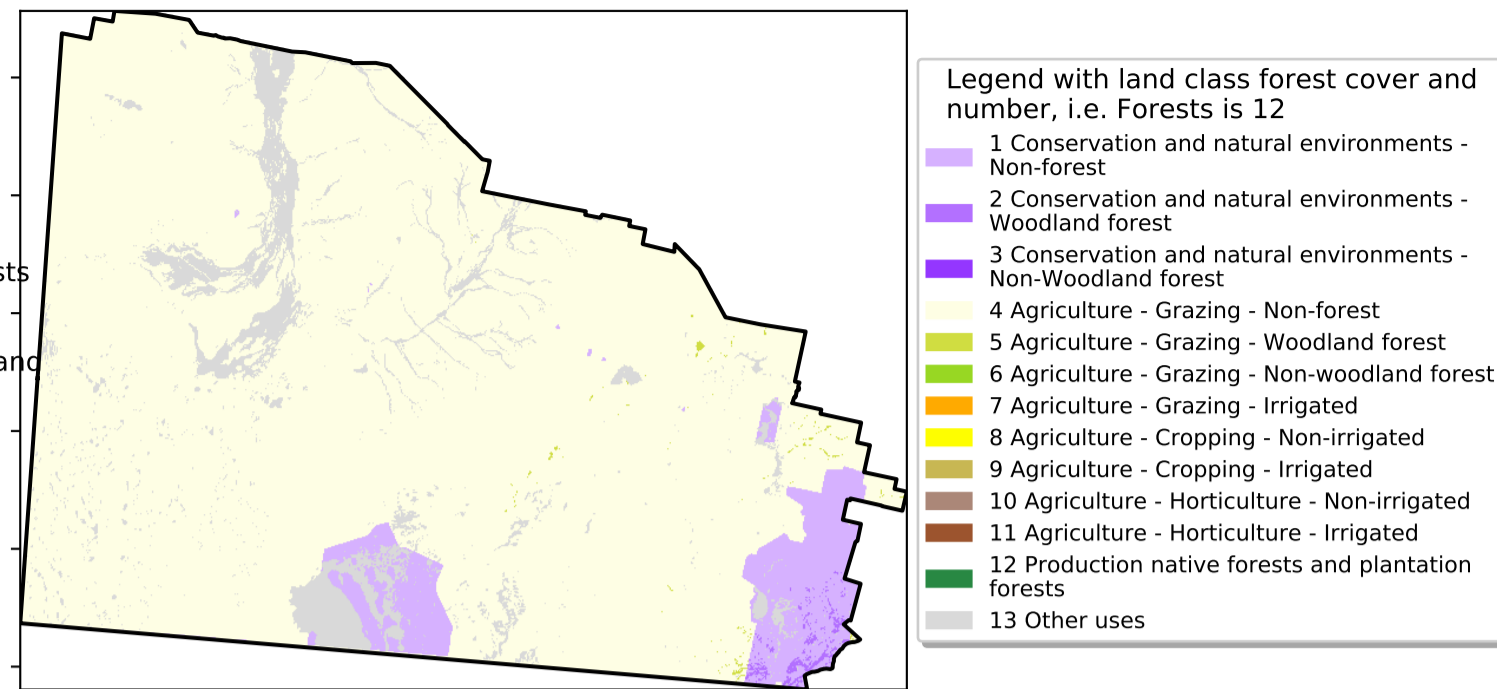 Legend with land class forest cover and
number, i.e. Forests is 12
1 Conservation and natural environments -
Non-forest
2 Conservation and natural environments -
Woodland forest
3 Conservation and natural environments -
Non-Woodland forest
4 Agriculture - Grazing - Non-forest
5 Agriculture - Grazing - Woodland forest
6 Agriculture - Grazing - Non-woodland forest
7 Agriculture - Grazing - Irrigated
8 Agriculture - Cropping - Non-irrigated
9 Agriculture - Cropping - Irrigated
10 Agriculture - Horticulture - Non-irrigated
11 Agriculture - Horticulture - Irrigated
12 Production native forests and plantation
forests
13 Other uses